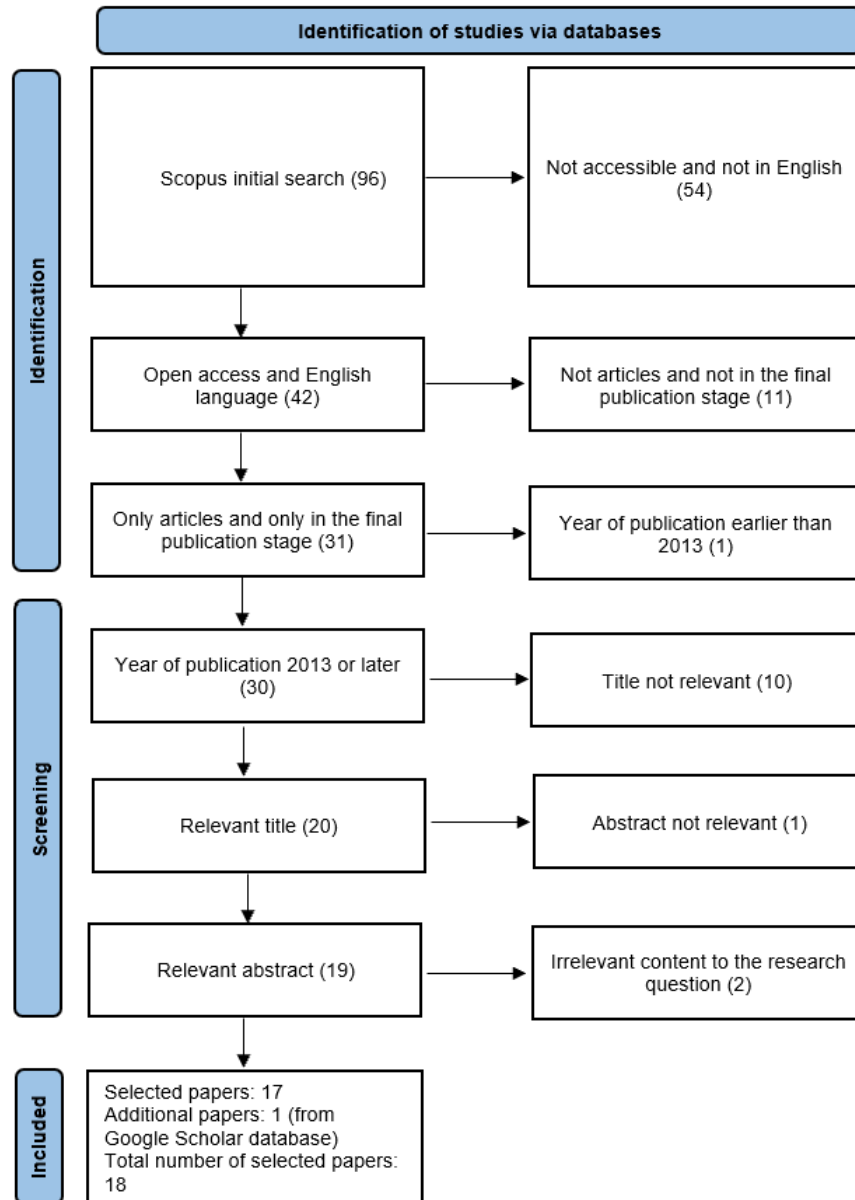 Identification of studies via databases
Identification
Scopus initial search (96)
Not accessible and not in English
(54)
Open access and English
language (42)
Not articles and not in the final
publication stage (11)
Only articles and only in the final
publication stage (31)
Year of publication earlier than
2013 (1)
Screening
Year of publication 2013 or later
(30)
Title not relevant (10)
Relevant title (20)
Abstract not relevant (1)
Relevant abstract (19)
Irrelevant content to the research
question (2)
Included
Selected papers: 17
Additional papers: 1 (from
Google Scholar database)
Total number of selected papers:
18